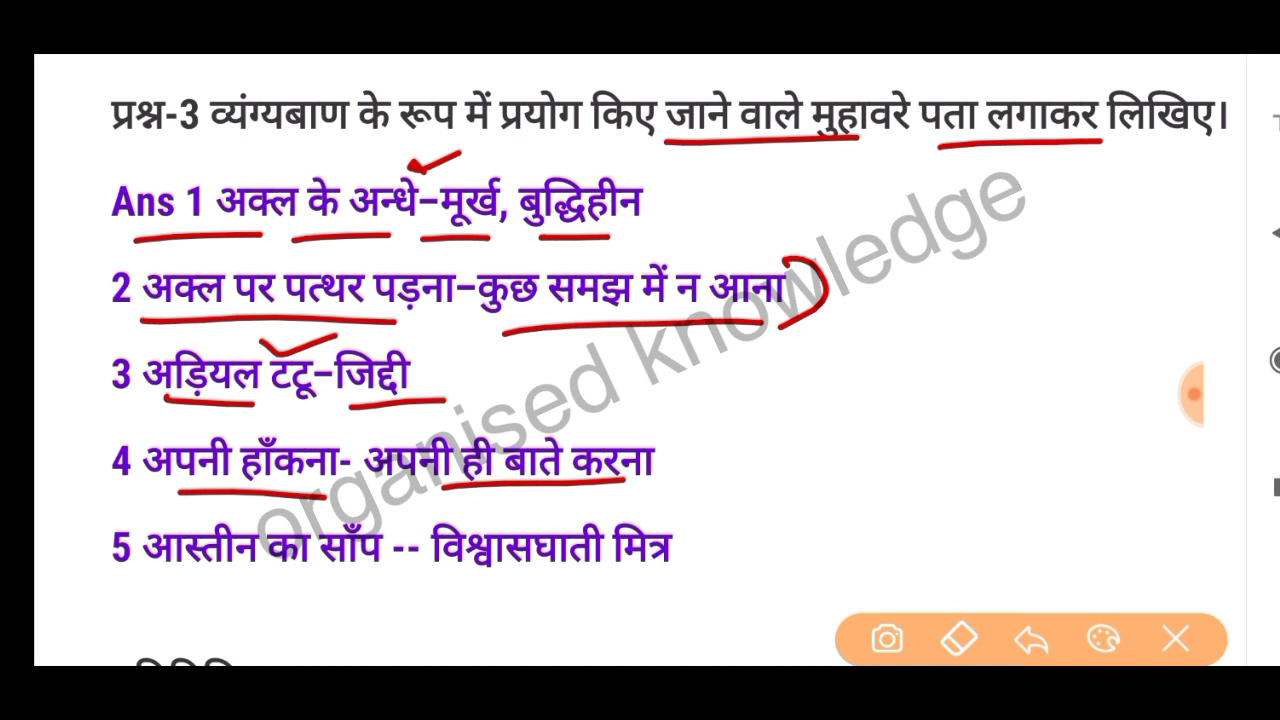 प्रश्न-3 व्यंग्यबाण के रूप में प्रयोग किए जाने वाले मुहावरे पता लगाकर लिखिए।
Ans 1 अक्ल के अन्धे–मूर्ख, बुद्धिहीन
2 अक्ल पर पत्थर पड़ना–कुछ समझ में न आना
3 अड़ियल टटू–जिद्दी
4 अपनी हाँकना- अपनी ही बाते करना
5 आस्तीन का साँप -- विश्वासघाती मित्र
organised knowledge